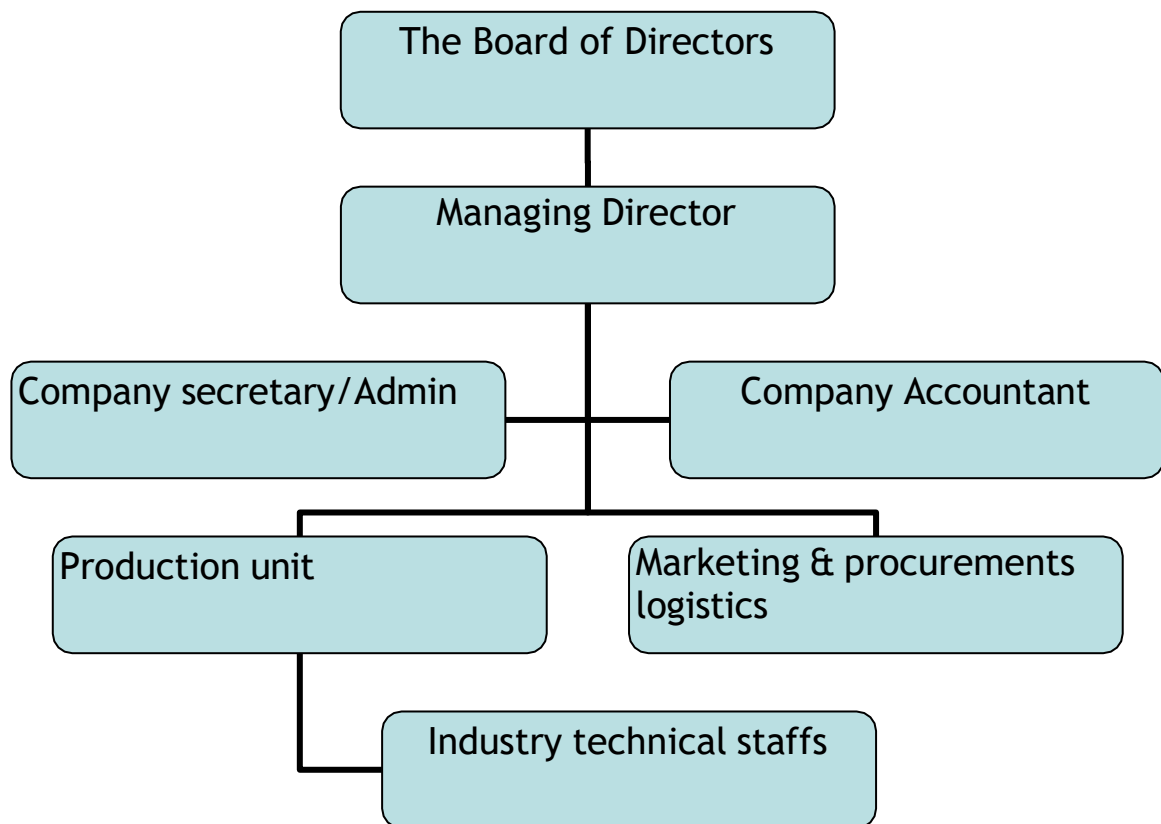 The Board of Directors
Managing Director
Company secretary/Admin
Company Accountant
Production unit
Marketing & procurements
logistics
Industry technical staffs